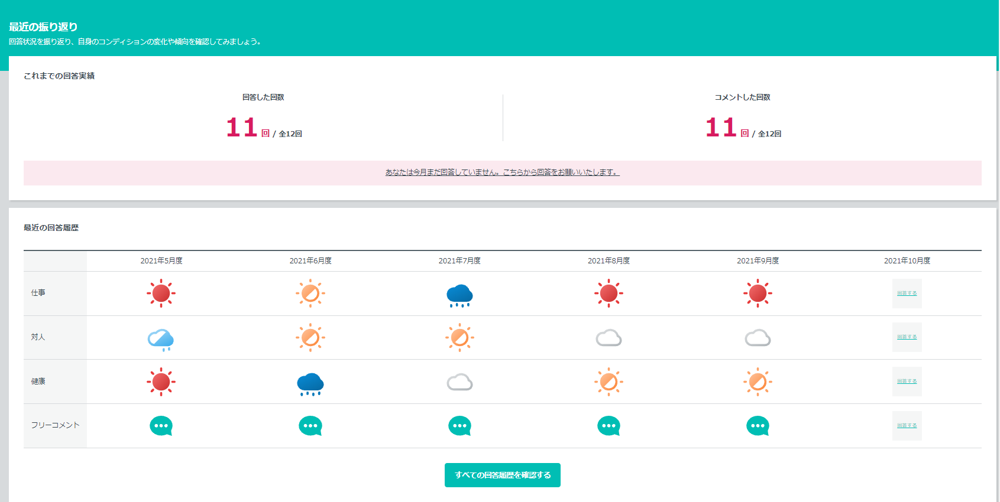 最近の振り返り
回答状況を振り返り、自身のコンディションの変化や傾向を確認してみましょう。
これまでの回答実績
回答した回数
11回 / 全12回
コメントした回数
11回 / 全12回
あなたは今月まだ回答していません。こちらから回答をお願いいたします。
最近の回答履歴
2021年5月度 2021年6月度 2021年7月度 2021年8月度 2021年9月度 2021年10月度
仕事 回答する
対人 回答する
健康 回答する
フリーコメント 回答する
すべての回答履歴を確認する